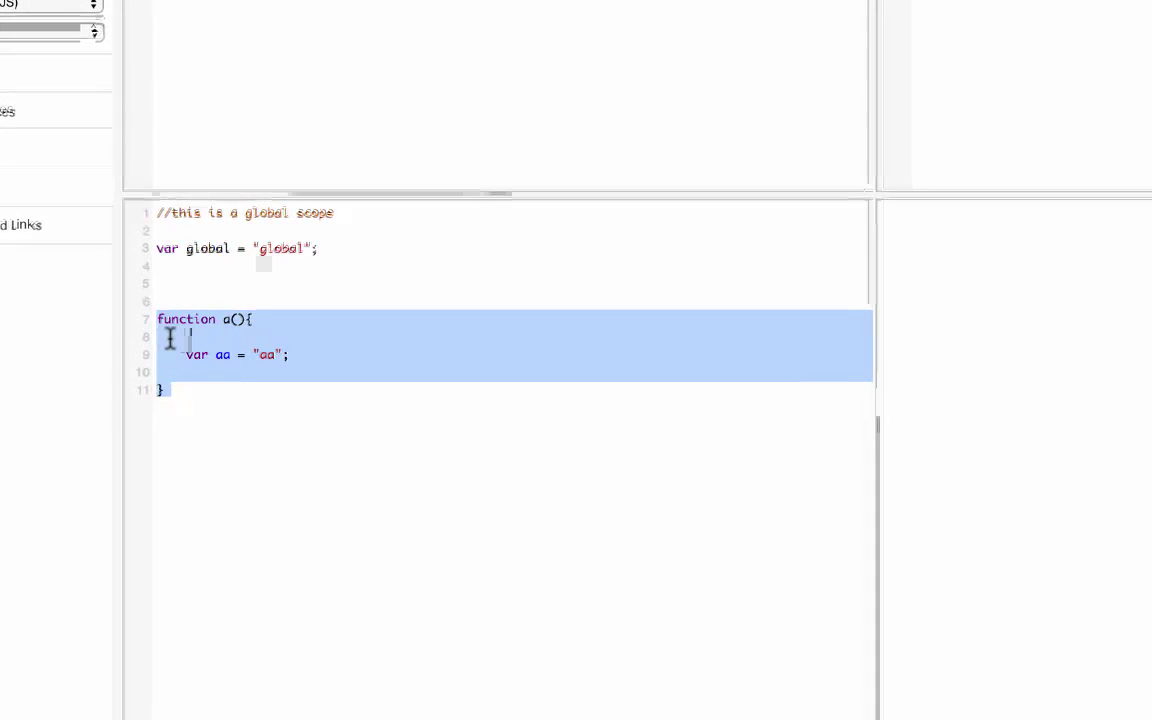 JS)
es
d Links
1 //this is a global scope
2
3 var global = "global";
4
5
6
7 function a(){
8
9 var aa = "aa";
10
11 }